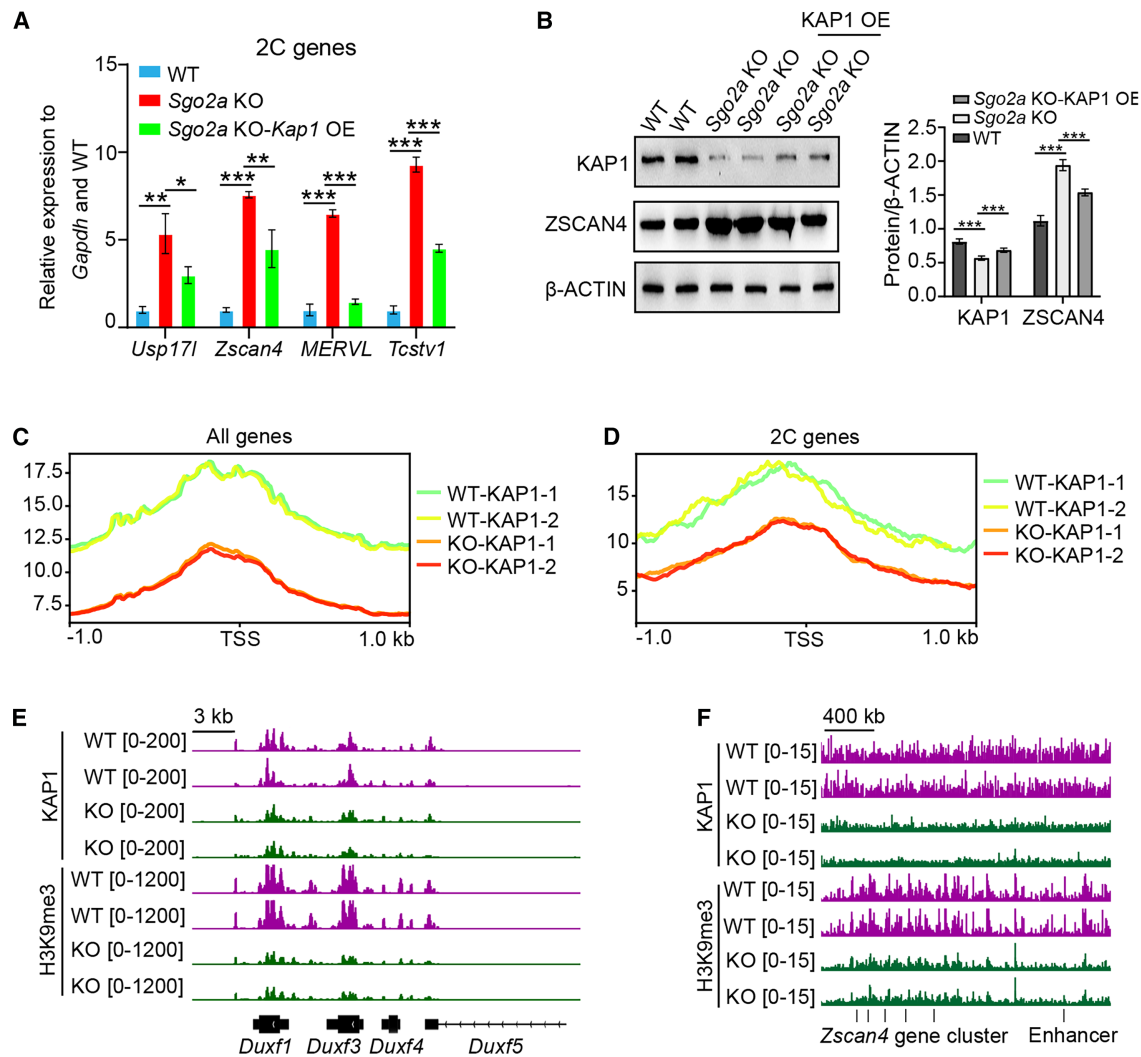 A
2C genes
15
10
5
0
Relative expression to
Gapdh and WT
WT
Sgo2a KO
Sgo2a KO-Kap1 OE
** *
*** **
*** ***
*** ***
Usp17l Zscan4 MERVL Tcstv1
B
KAP1 OE
WT WT Sgo2a KO Sgo2a KO Sgo2a KO Sgo2a KO
KAP1
ZSCAN4
β-ACTIN
Sgo2a KO-KAP1 OE
Sgo2a KO
WT
Protein/β-ACTIN
2.5
2.0
1.5
1.0
0.5
0.0
*** ***
*** ***
KAP1 ZSCAN4
C
All genes
17.5
15.0
12.5
10.0
7.5
-1.0 TSS 1.0 kb
WT-KAP1-1
WT-KAP1-2
KO-KAP1-1
KO-KAP1-2
D
2C genes
15
10
5
-1.0 TSS 1.0 kb
WT-KAP1-1
WT-KAP1-2
KO-KAP1-1
KO-KAP1-2
E
3 kb
KAP1
WT [0-200]
WT [0-200]
KO [0-200]
KO [0-200]
H3K9me3
WT [0-1200]
WT [0-1200]
KO [0-1200]
KO [0-1200]
Duxf1 Duxf3 Duxf4 Duxf5
F
400 kb
KAP1
WT [0-15]
WT [0-15]
KO [0-15]
KO [0-15]
H3K9me3
WT [0-15]
WT [0-15]
KO [0-15]
KO [0-15]
Zscan4 gene cluster Enhancer